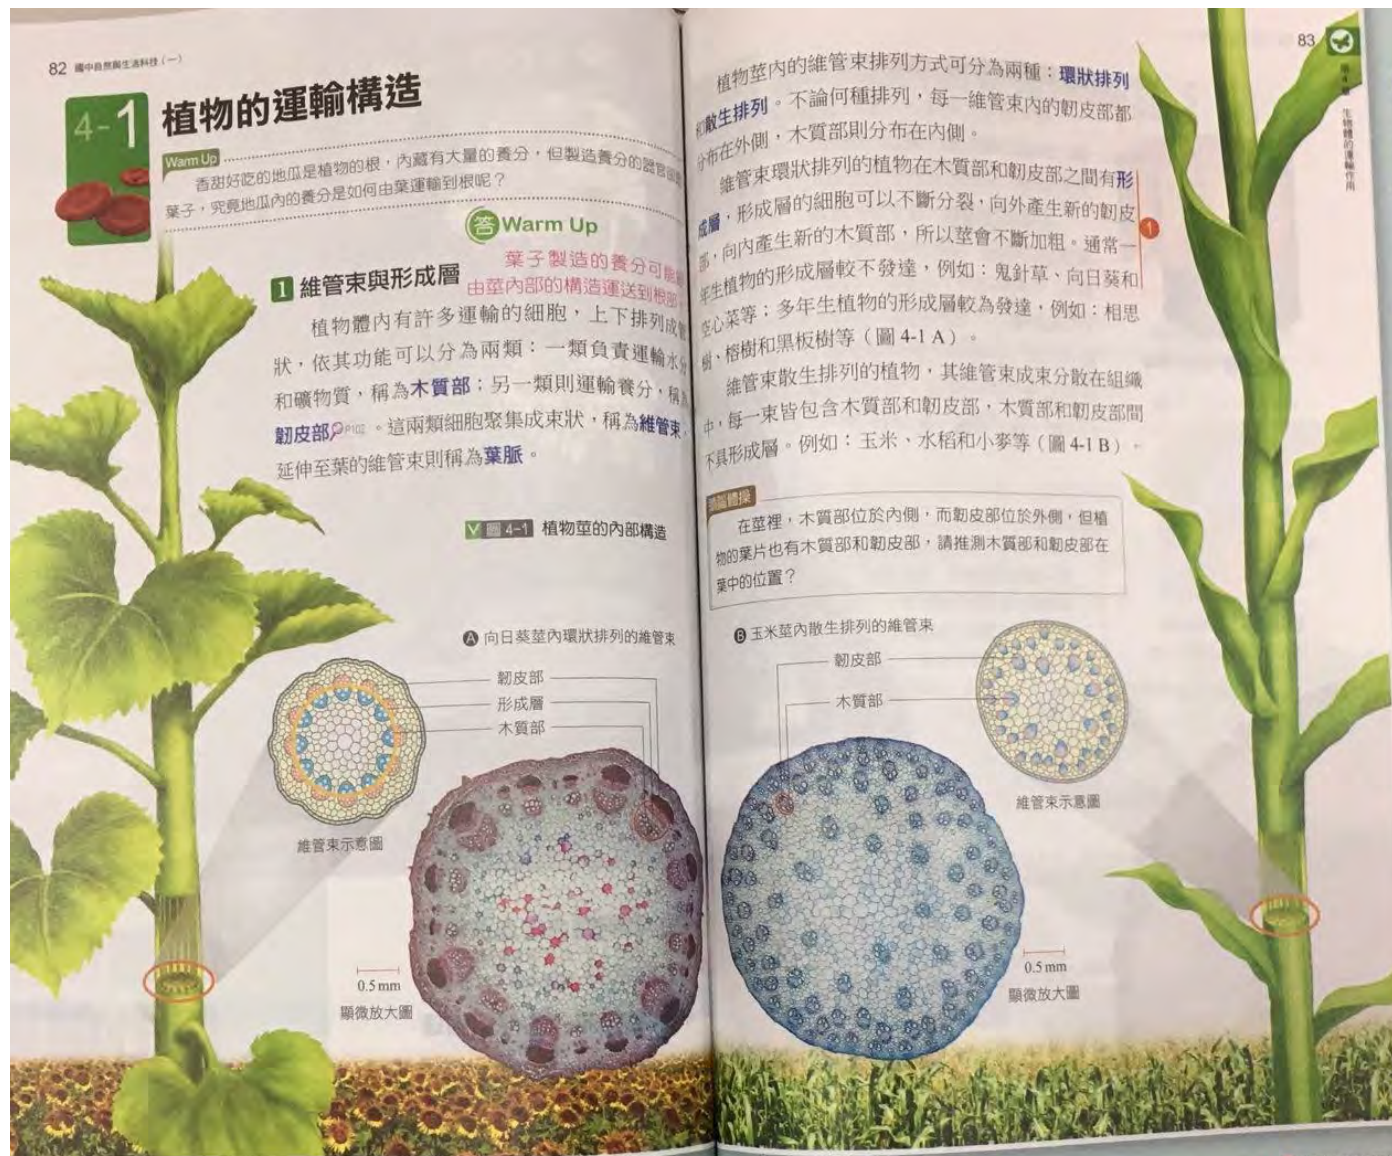 82 國中自然與生活科技(一)
4-1 植物的運輸構造
Warm Up
香甜好吃的地瓜是植物的根,內藏有大量的養分,但製造養分的器官
葉子,究竟地瓜內的養分是如何由葉運輸到根呢?
答 Warm Up
葉子製造的養分可能
由莖內部的構造運送到根部
1 維管束與形成層
植物體內有許多運輸的細胞,上下排列成
狀,依其功能可以分為兩類:一類負責運輸水分
和礦物質,稱為木質部;另一類則運輸養分,稱
韌皮部P102。這兩類細胞聚集成束狀,稱為維管束,
延伸至葉的維管束則稱為葉脈。
圖 4-1 植物莖的內部構造
A 向日葵莖內環狀排列的維管束
韌皮部
形成層
木質部
維管束示意圖
0.5 mm
顯微放大圖
83
第4章 生物體的運輸作用
植物莖內的維管束排列方式可分為兩種:環狀排列
和散生排列。不論何種排列,每一維管束內的韌皮部都
分布在外側,木質部則分布在內側。
維管束環狀排列的植物在木質部和韌皮部之間有形
成層,形成層的細胞可以不斷分裂,向外產生新的韌皮
部,向內產生新的木質部,所以莖會不斷加粗。通常一
年生植物的形成層較不發達,例如:鬼針草、向日葵和
空心菜等;多年生植物的形成層較為發達,例如:相思
樹、榕樹和黑板樹等(圖 4-1 A)。
1
維管束散生排列的植物,其維管束成束分散在組織
中,每一束皆包含木質部和韌皮部,木質部和韌皮部間
不具形成層。例如:玉米、水稻和小麥等(圖 4-1 B)。
頭腦體操
在莖裡,木質部位於內側,而韌皮部位於外側,但植
物的葉片也有木質部和韌皮部,請推測木質部和韌皮部在
葉中的位置?
B 玉米莖內散生排列的維管束
韌皮部
木質部
維管束示意圖
0.5 mm
顯微放大圖